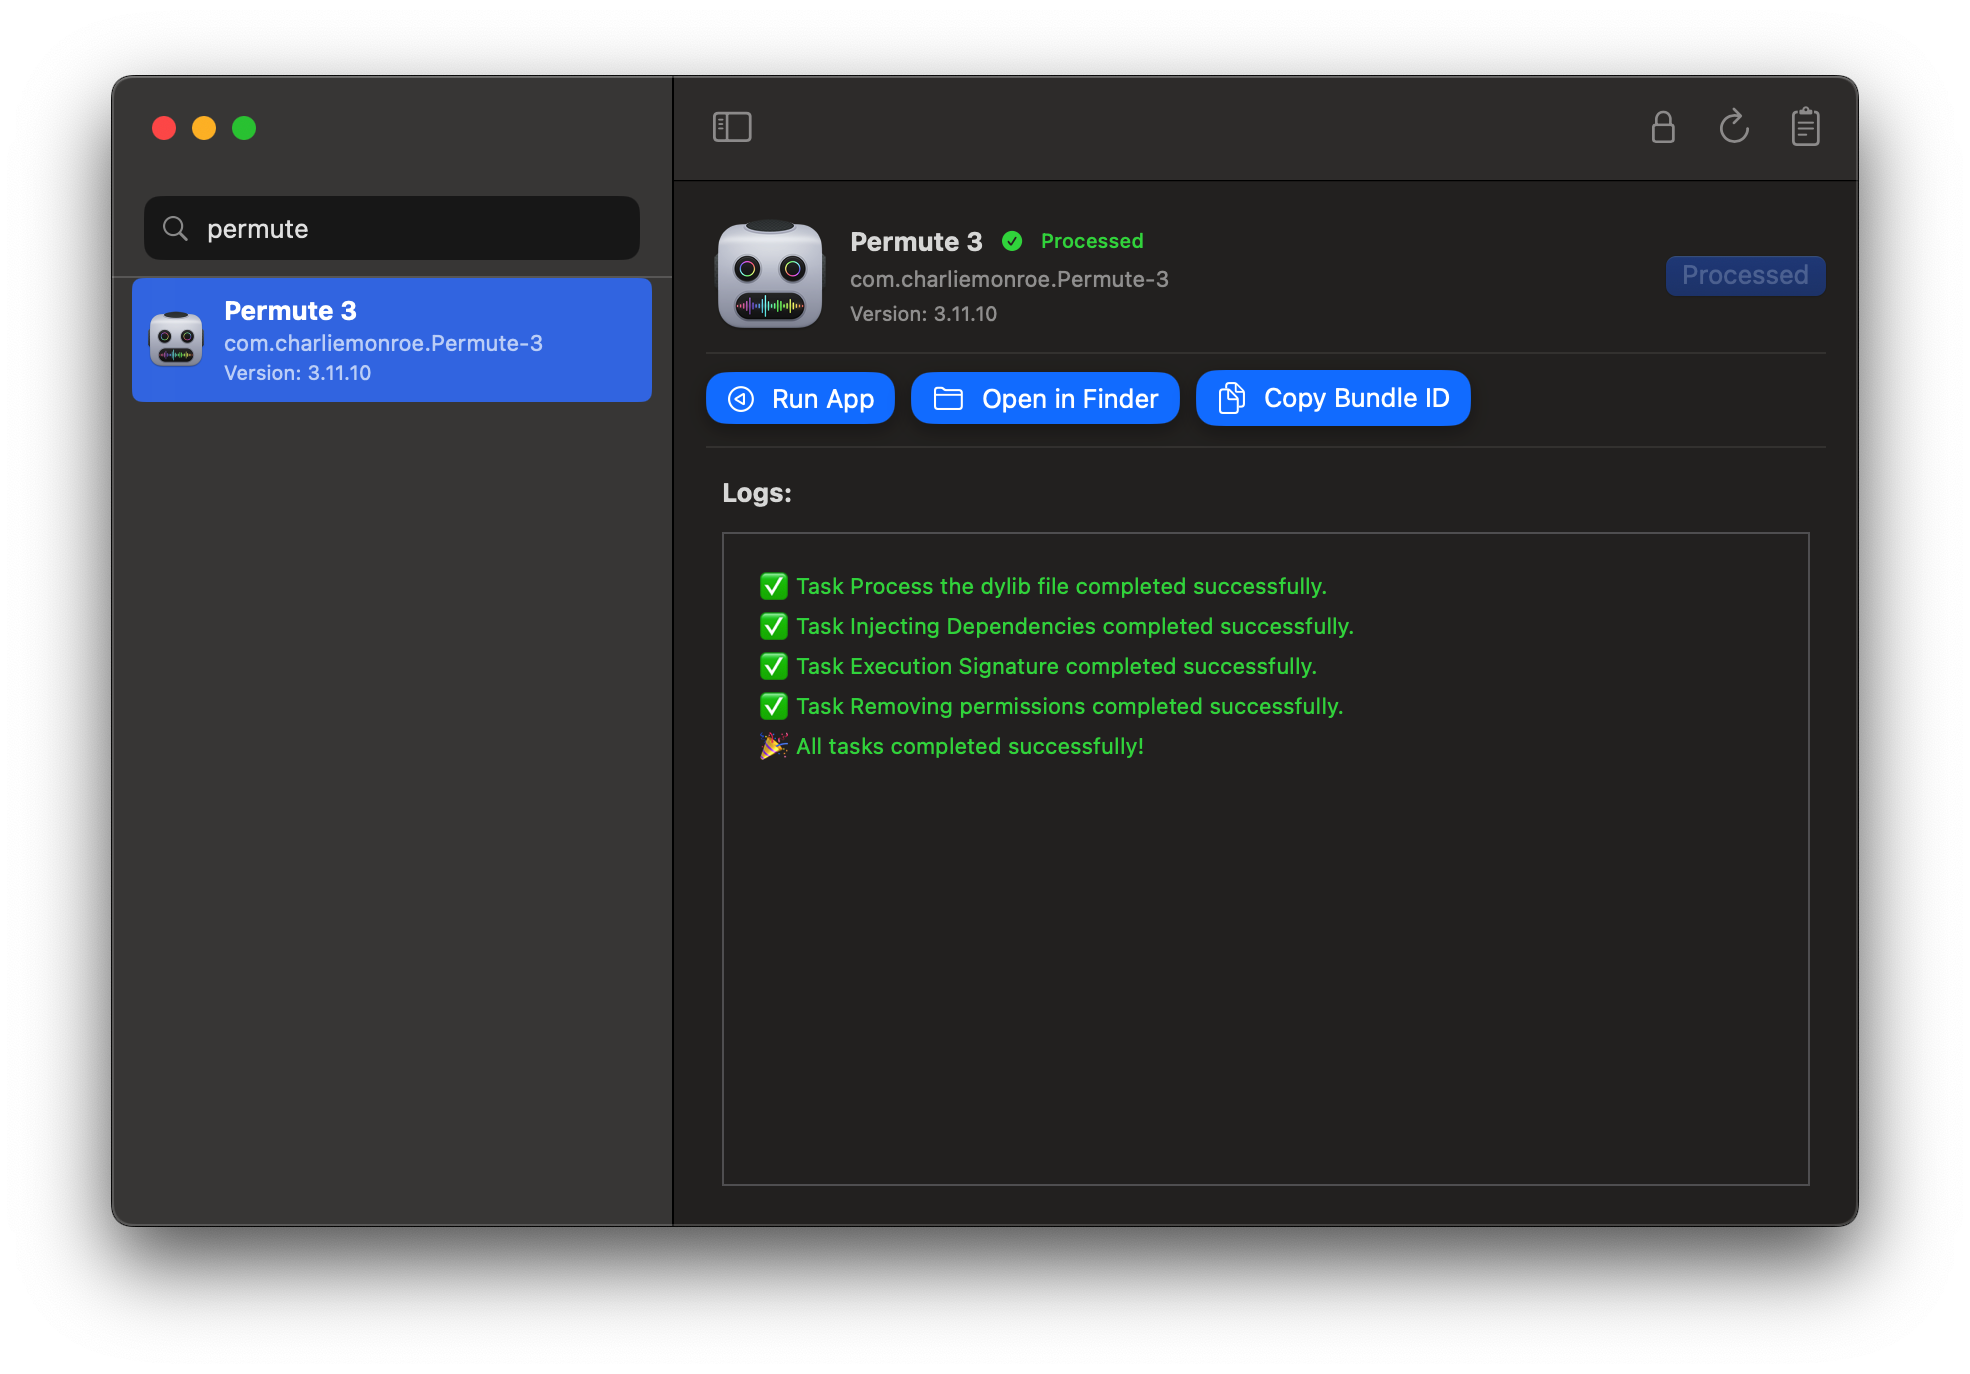 permute
Permute 3
com.charliemonroe.Permute-3
Version: 3.11.10
Permute 3 Processed
com.charliemonroe.Permute-3
Version: 3.11.10
Processed
Run App
Open in Finder
Copy Bundle ID
Logs:
✅ Task Process the dylib file completed successfully.
✅ Task Injecting Dependencies completed successfully.
✅ Task Execution Signature completed successfully.
✅ Task Removing permissions completed successfully.
🎉 All tasks completed successfully!